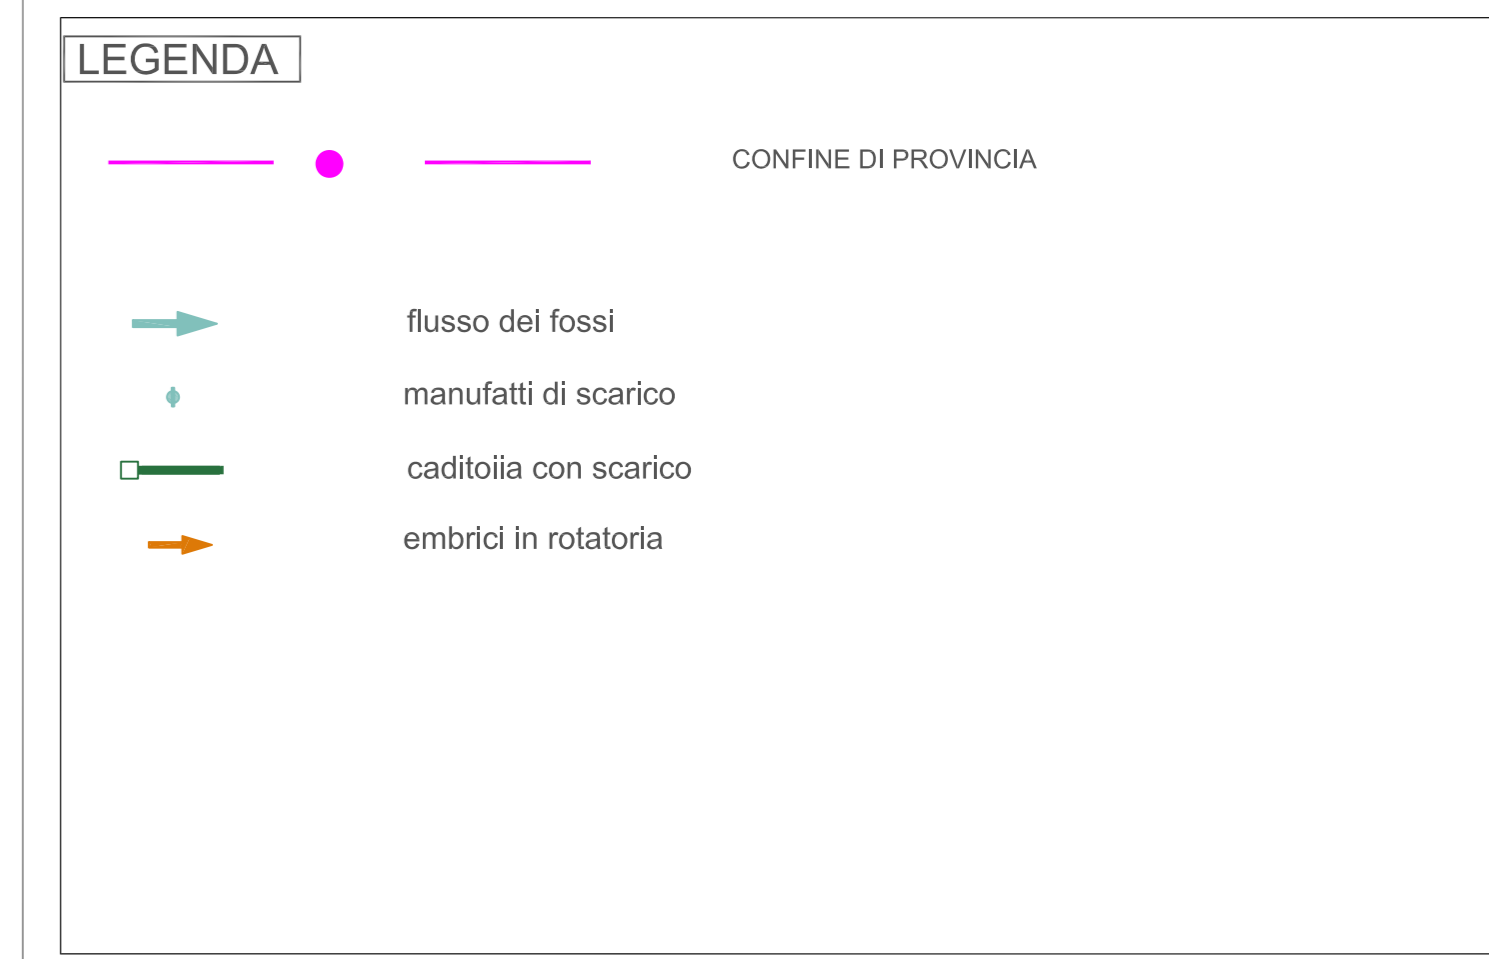 LEGENDA
CONFINE DI PROVINCIA
flusso dei fossi
manufatti di scarico
caditoiia con scarico
embrici in rotatoria